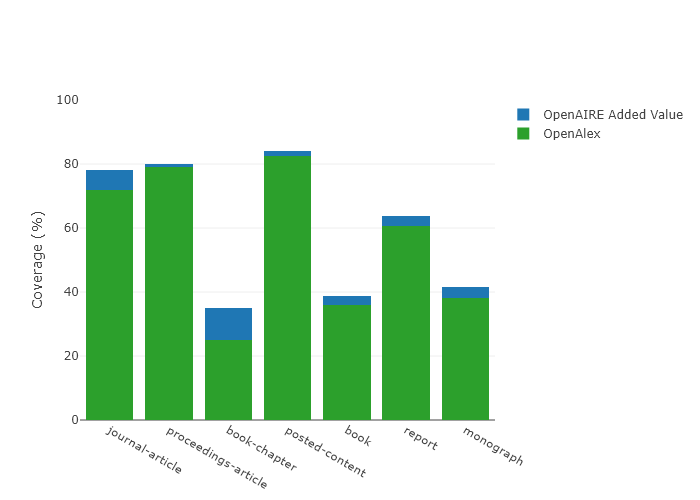 100
80
60
40
20
0
Coverage (%)
journal-article
proceedings-article
book-chapter
posted-content
book
report
monograph
OpenAIRE Added Value
OpenAlex